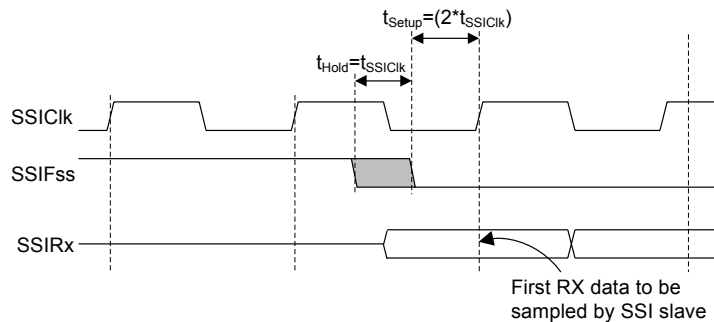 tSetup=(2*tSSIClk)
tHold=tSSIClk
SSIClk
SSIFss
SSIRx
First RX data to be
sampled by SSI slave